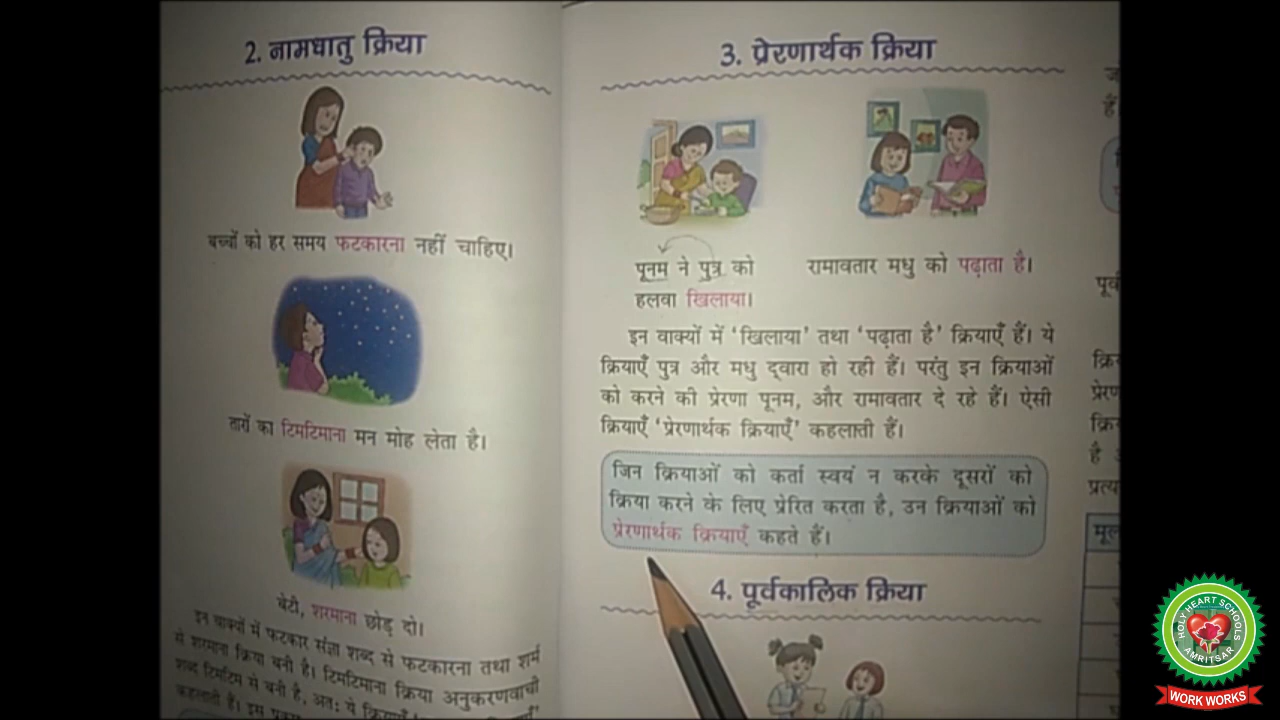 2. नामधातु क्रिया
बच्चों को हर समय फटकारना नहीं चाहिए।
तारों का टिमटिमाना मन मोह लेता है।
बेटी, शरमाना छोड़ दो।
इन वाक्यों में फटकार संज्ञा शब्द से फटकारना तथा शर्म
से शरमाना क्रिया बनी है। टिमटिमाना क्रिया अनुकरणवाची
शब्द टिमटिम से बनी है, अतः ये क्रियाएँ
कहलाती हैं। इस
3. प्रेरणार्थक क्रिया
पूनम ने पुत्र को
हलवा खिलाया।
रामावतार मधु को पढ़ाता है।
इन वाक्यों में 'खिलाया' तथा 'पढ़ाता है' क्रियाएँ हैं। ये
क्रियाएँ पुत्र और मधु द्वारा हो रही हैं। परंतु इन क्रियाओं
को करने की प्रेरणा पूनम, और रामावतार दे रहे हैं। ऐसी
क्रियाएँ 'प्रेरणार्थक क्रियाएँ' कहलाती हैं।
जिन क्रियाओं को कर्ता स्वयं न करके दूसरों को
क्रिया करने के लिए प्रेरित करता है, उन क्रियाओं को
प्रेरणार्थक क्रियाएँ कहते हैं।
4. पूर्वकालिक क्रिया
HOLY HEART SCHOOLS
AMRITSAR
WORK WORKS